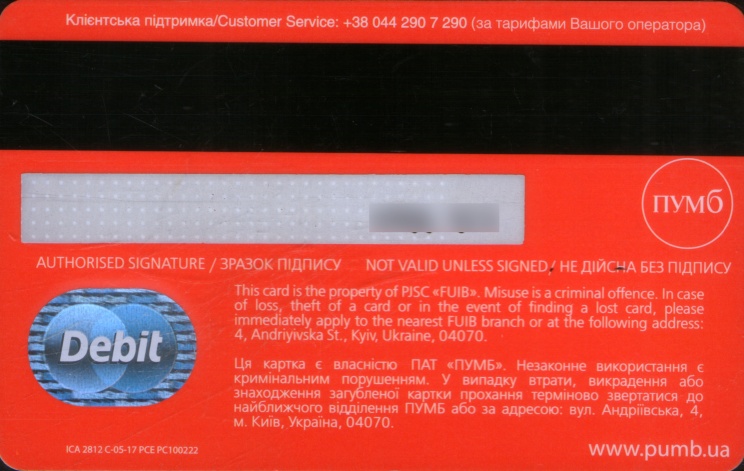 Клієнтська підтримка/Customer Service: +38 044 290 7 290 (за тарифами Вашого оператора)
ПУМБ
AUTHORISED SIGNATURE / ЗРАЗОК ПІДПИСУ NOT VALID UNLESS SIGNED / НЕ ДІЙСНА БЕЗ ПІДПИСУ
This card is the property of PJSC «FUIB». Misuse is a criminal offence. In case
of loss, theft of a card or in the event of finding a lost card, please
immediately apply to the nearest FUIB branch or at the following address:
4, Andriyivska St., Kyiv, Ukraine, 04070.
Debit
Ця картка є власністю ПАТ «ПУМБ». Незаконне використання є
кримінальним порушенням. У випадку втрати, викрадення або
знаходження загубленої картки прохання терміново звертатися до
найближчого відділення ПУМБ або за адресою: вул. Андріївська, 4,
м. Київ, Україна, 04070.
ICA 2812 C-05-17 PCE PC100222
www.pumb.ua